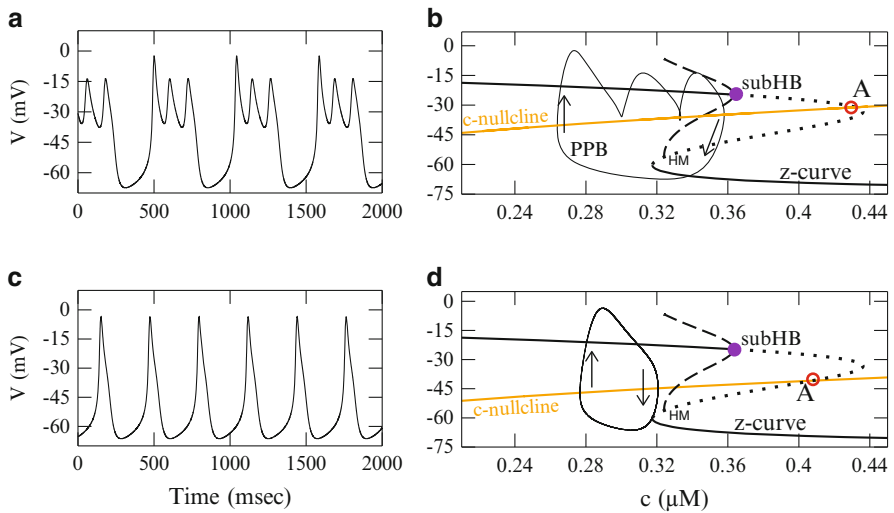 a
0
-15
-30
-45
-60
V (mV)
0 500 1000 1500 2000
b
0
-15
-30
-45
-60
-75
V (mV)
c-nullcline
PPB
HM
subHB
A
z-curve
0.24 0.28 0.32 0.36 0.4 0.44
c
0
-15
-30
-45
-60
V (mV)
0 500 1000 1500 2000
Time (msec)
d
0
-15
-30
-45
-60
-75
V (mV)
c-nullcline
HM
subHB
A
z-curve
0.24 0.28 0.32 0.36 0.4 0.44
c (μM)